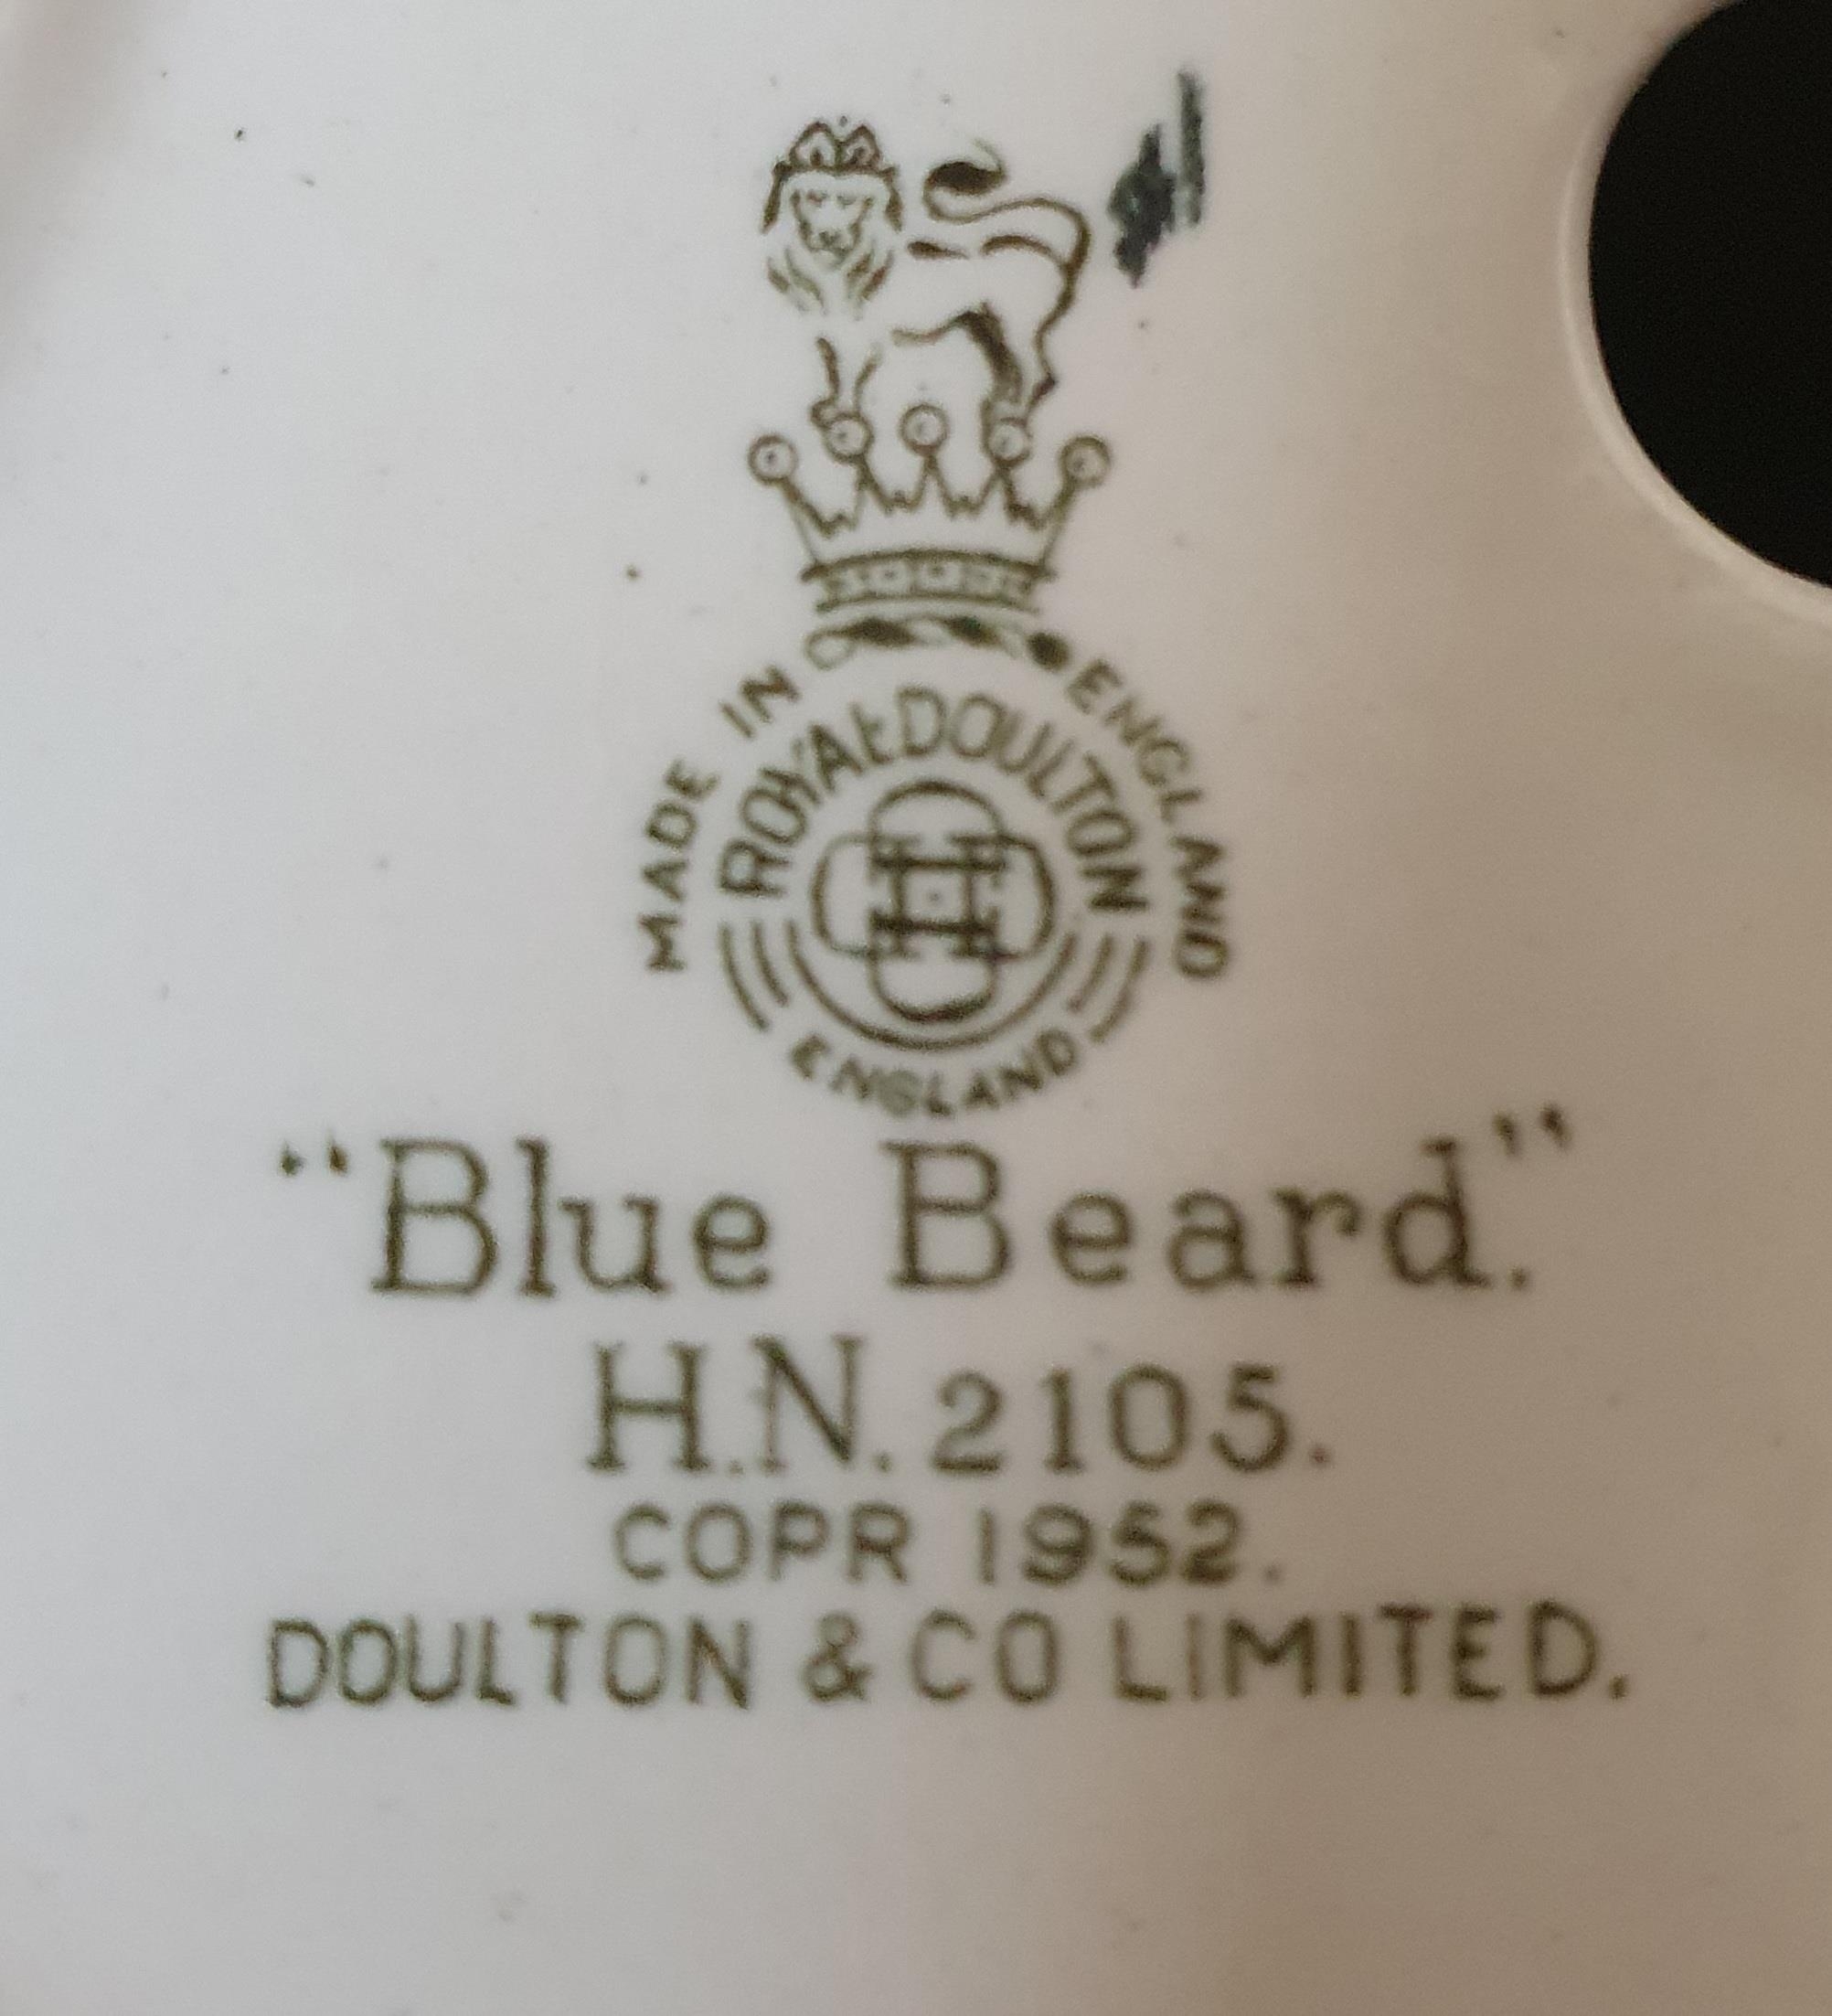 MADE IN ENGLAND
ROYAL DOULTON
ENGLAND
"Blue Beard."
H.N. 2105.
COPR 1952.
DOULTON & CO LIMITED.